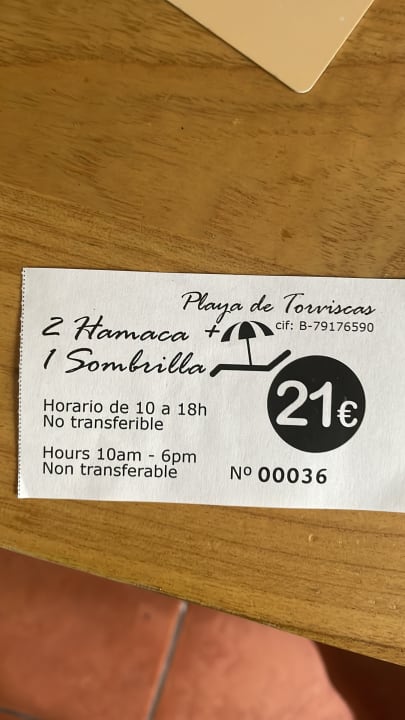 Playa de Torviscas
cif: B-79176590
2 Hamaca +
1 Sombrilla
21€
Horario de 10 a 18h
No transferible
Hours 10am - 6pm
Non transferable
Nº 00036